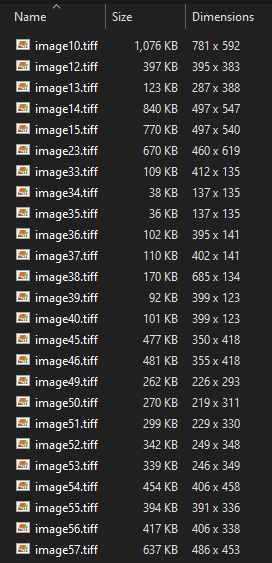 Name Size Dimensions
image10.tiff 1,076 KB 781 x 592
image12.tiff 397 KB 395 x 383
image13.tiff 123 KB 287 x 388
image14.tiff 840 KB 497 x 547
image15.tiff 770 KB 497 x 540
image23.tiff 670 KB 460 x 619
image33.tiff 109 KB 412 x 135
image34.tiff 38 KB 137 x 135
image35.tiff 36 KB 137 x 135
image36.tiff 102 KB 395 x 141
image37.tiff 110 KB 402 x 141
image38.tiff 170 KB 685 x 134
image39.tiff 92 KB 399 x 123
image40.tiff 101 KB 399 x 123
image45.tiff 477 KB 350 x 418
image46.tiff 481 KB 355 x 418
image49.tiff 262 KB 226 x 293
image50.tiff 270 KB 219 x 311
image51.tiff 299 KB 229 x 330
image52.tiff 342 KB 249 x 348
image53.tiff 339 KB 246 x 349
image54.tiff 454 KB 406 x 458
image55.tiff 394 KB 391 x 336
image56.tiff 417 KB 406 x 338
image57.tiff 637 KB 486 x 453